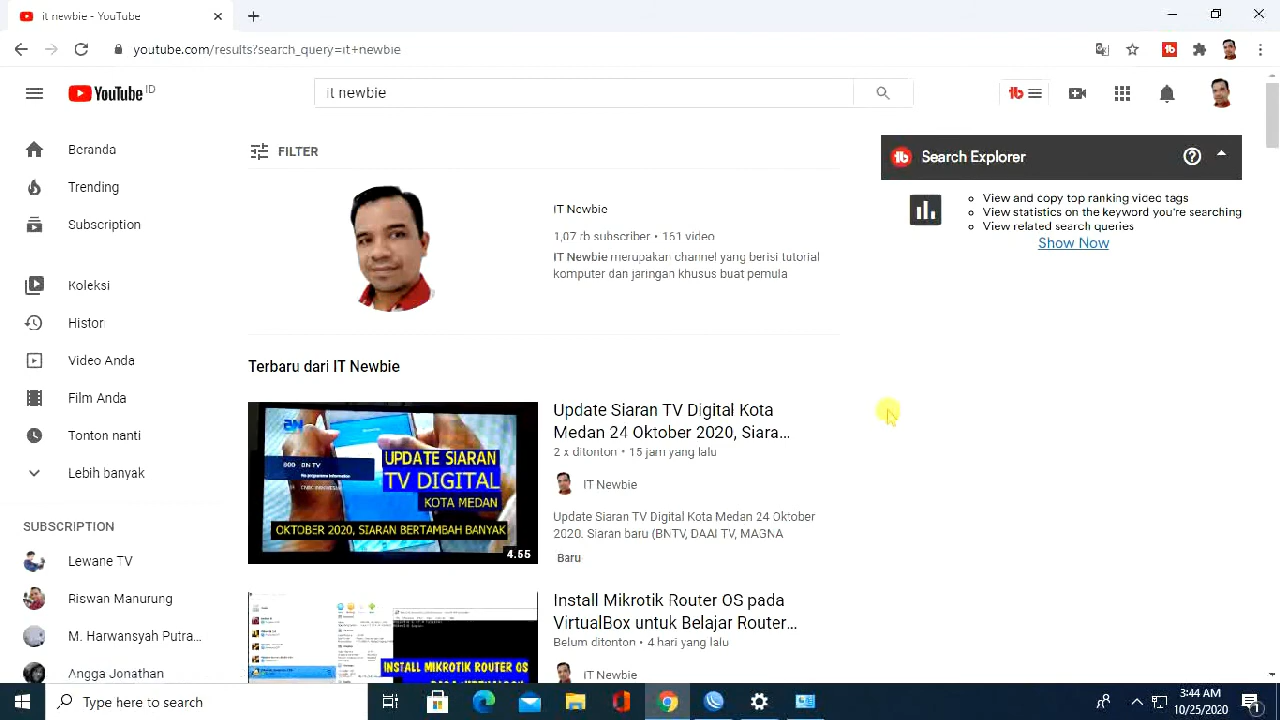 it newbie - YouTube
youtube.com/results?search_query=it+newbie
YouTube ID
it newbie
Beranda
Trending
Subscription
Koleksi
Histori
Video Anda
Film Anda
Tonton nanti
Lebih banyak
SUBSCRIPTION
Lewane TV
Riswan Manurung
Jonathan
FILTER
IT Newbie
1,07 rb subscriber • 161 video
IT Newbie merupakan channel yang berisi tutorial
komputer dan jaringan khusus buat pemula
Terbaru dari IT Newbie
UPDATE SIARAN
TV DIGITAL
KOTA MEDAN
OKTOBER 2020, SIARAN BERTAMBAH BANYAK
4.55
Update Siaran TV Digital Kota
Medan 24 Oktober 2020, Siara...
2 x ditonton • 15 jam yang lalu
IT Newbie
Update Siaran TV Digital Kota Medan 24 Oktober
2020. Siaran baru (BNTV, DAAI TV, MAGNA
Baru
INSTALL MIKROTIK ROUTER OS
Install Mikrotik Router OS pada
VirtualBox untuk Belajar Router...
Belum ditonton • 2 hari yang lalu
IT Newbie
Search Explorer
View and copy top ranking video tags
View statistics on the keyword you're searching
View related search queries
Show Now
Type here to search
3:44 AM
10/25/2020